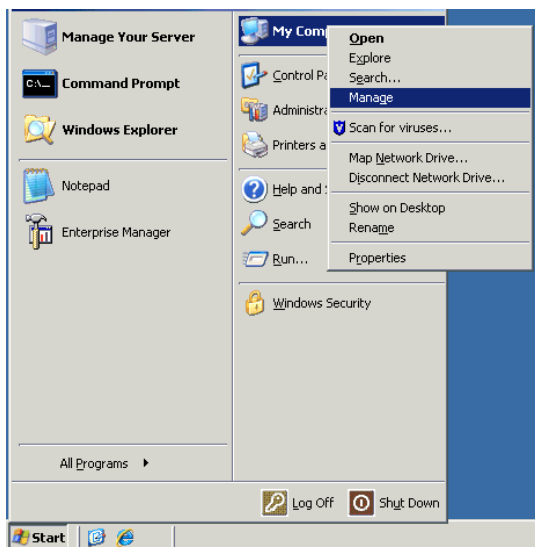 Manage Your Server
Command Prompt
Windows Explorer
Notepad
Enterprise Manager
All Programs
My Com
Control Pa
Administra
Printers a
Help and
Search
Run...
Windows Security
Open
Explore
Search...
Manage
Scan for viruses...
Map Network Drive...
Disconnect Network Drive...
Show on Desktop
Rename
Properties
Log Off
Shut Down
Start